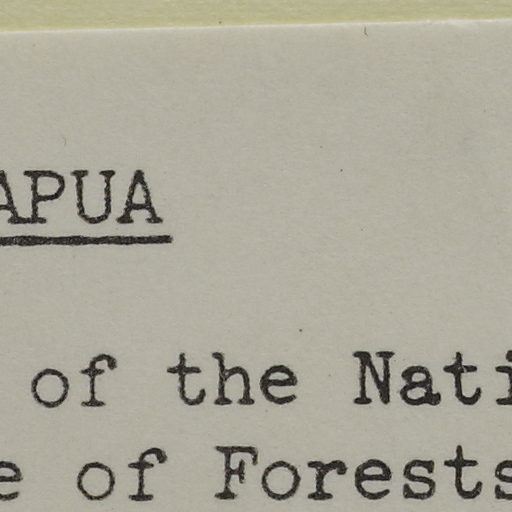 APUA
of the Nati
e of Forests